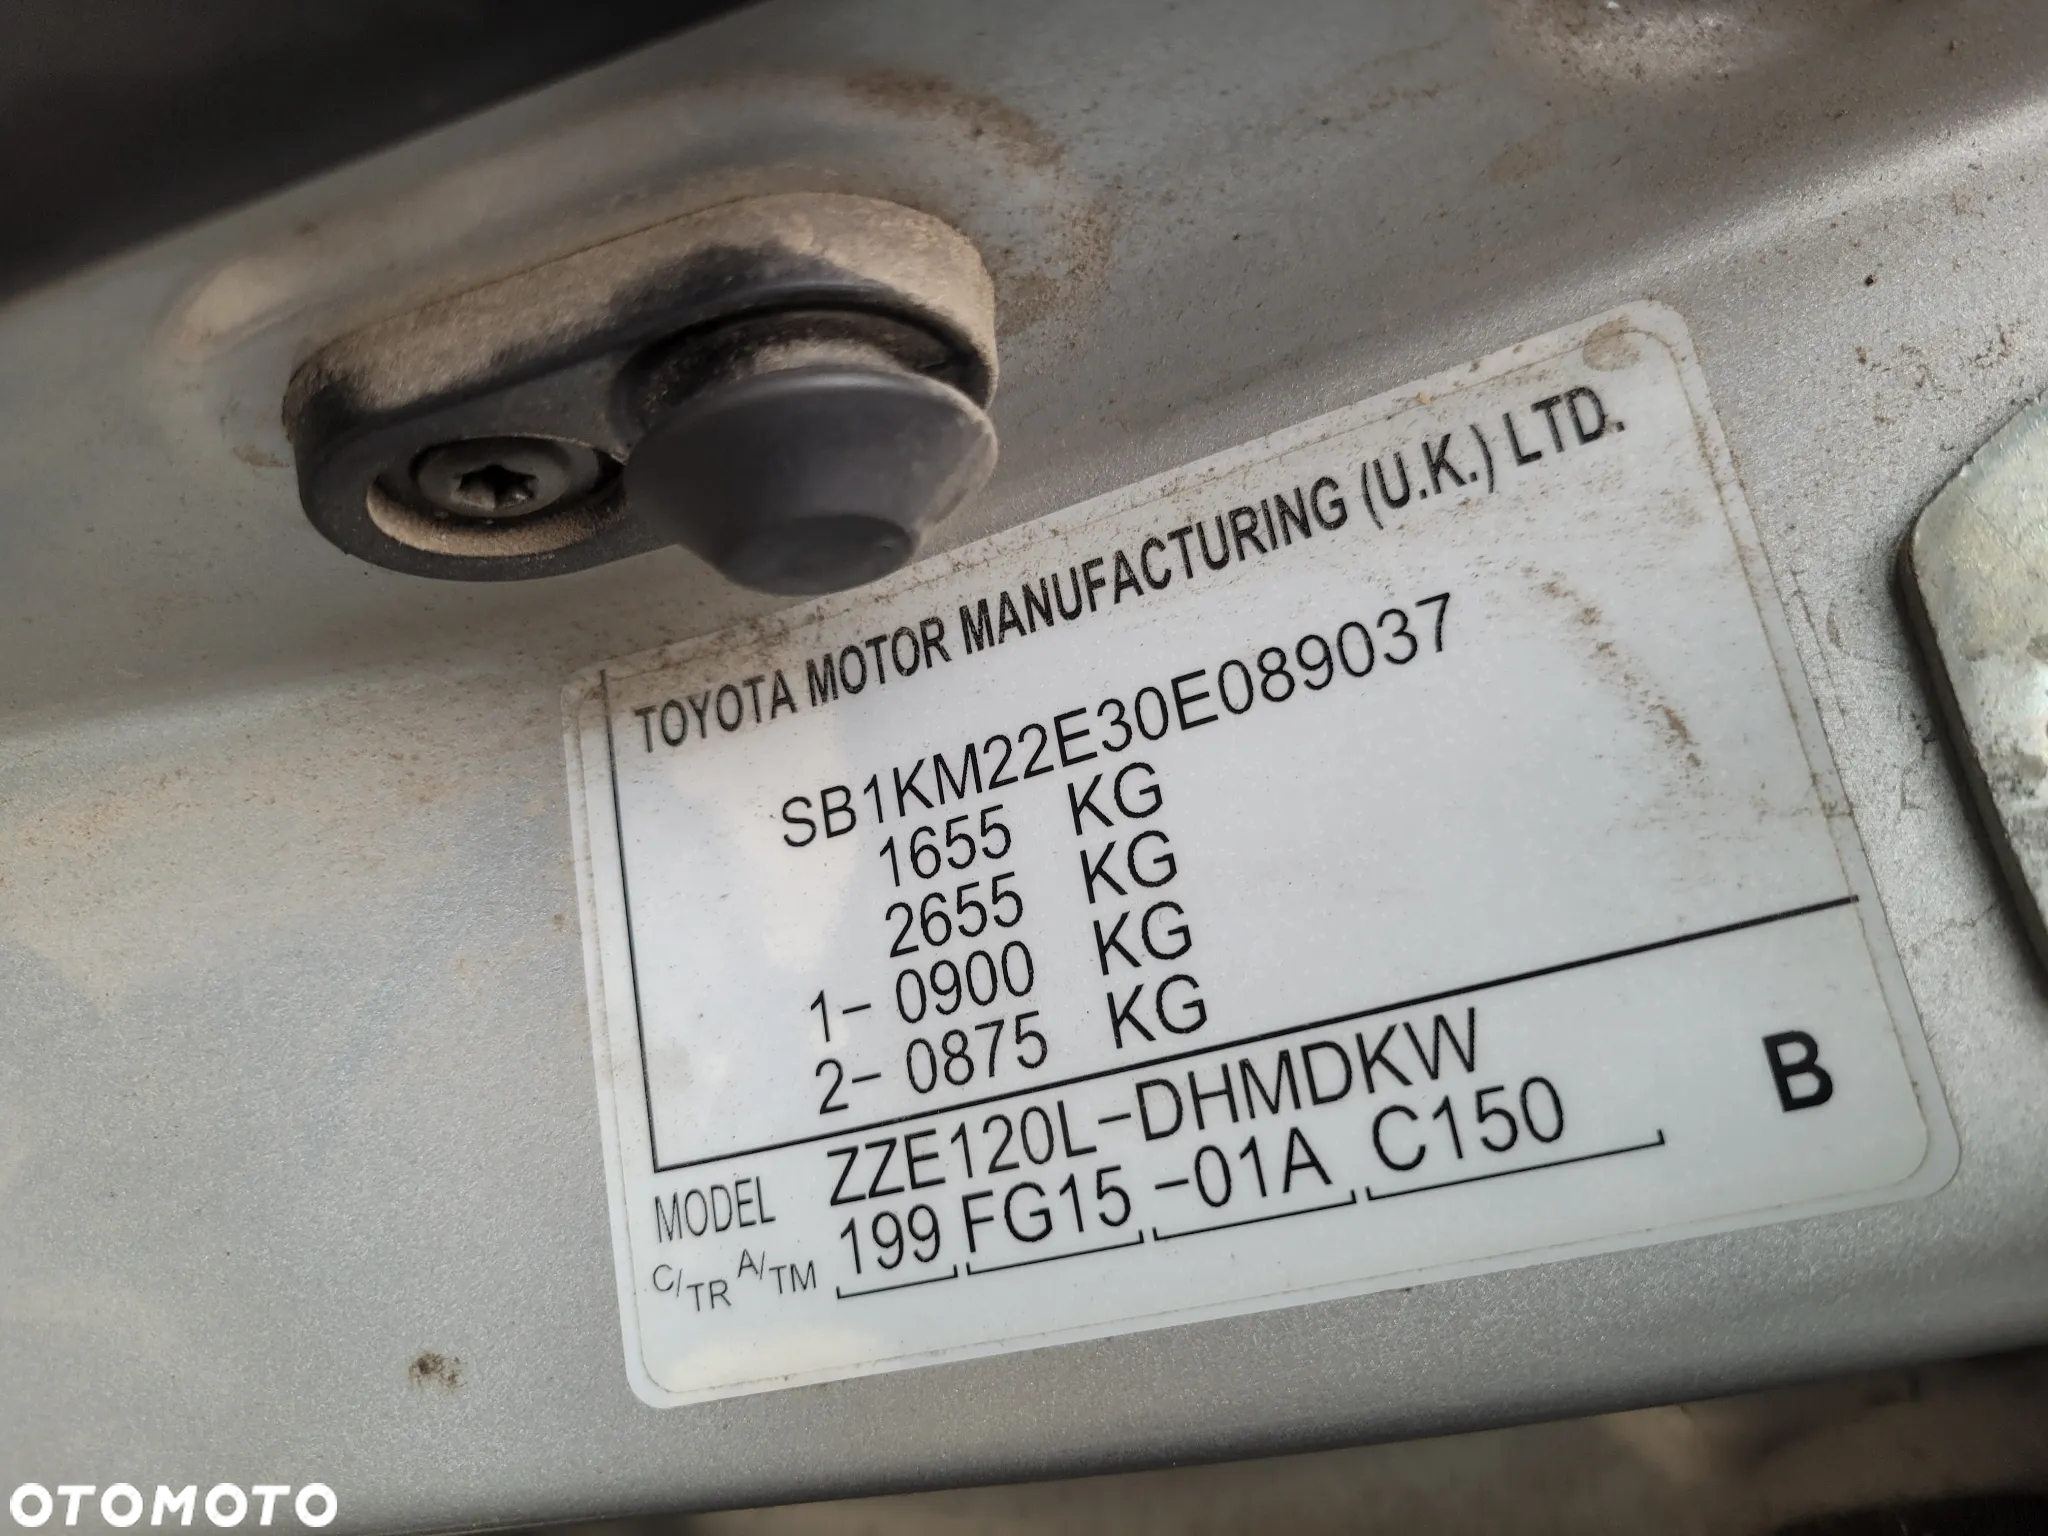 TOYOTA MOTOR MANUFACTURING (U.K.) LTD.
SB1KM22E30E089037
1655 KG
2655 KG
1- 0900 KG
2- 0875 KG
MODEL ZZE120L-DHMDKW
C/TR A/TM 199 FG15 -01A C150
B
OTOMOTO